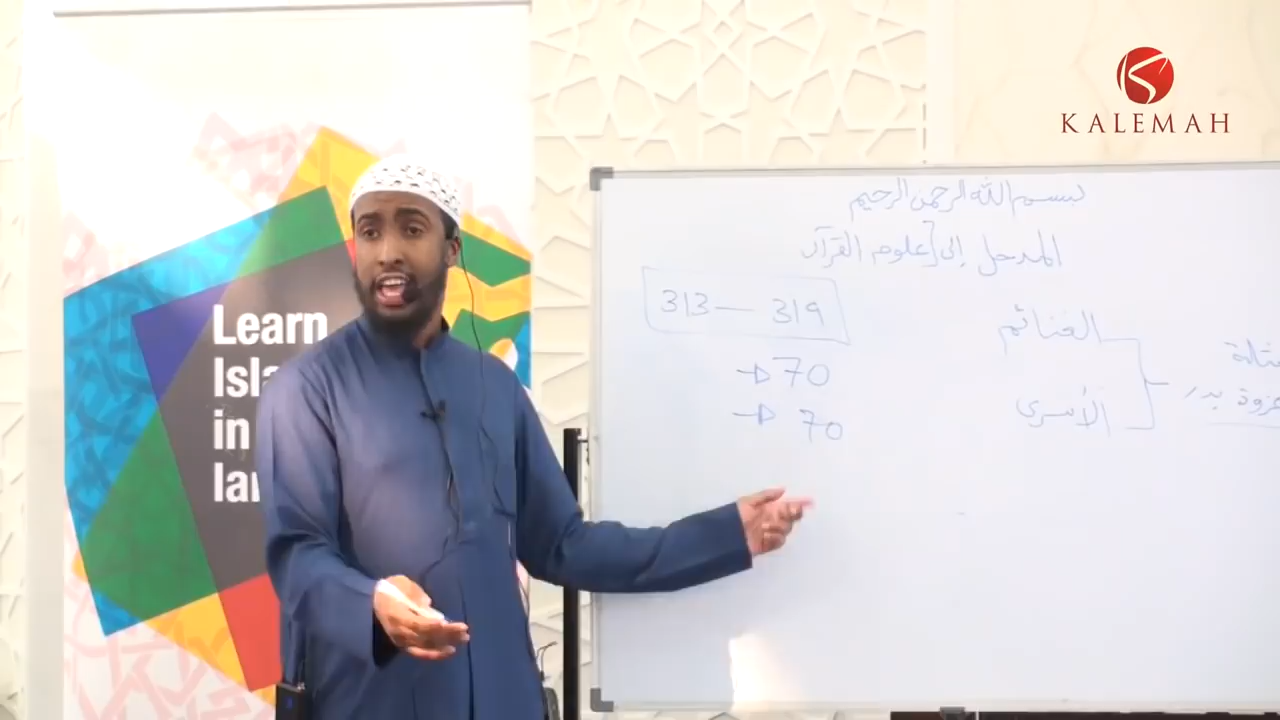 KALEMAH
Learn
Isla
in
lan
بسم الله الرحمن الرحيم
المدخل إلى علوم القرآن
313 — 319
70
70
الغنائم
الأسرى
غزوة بدر